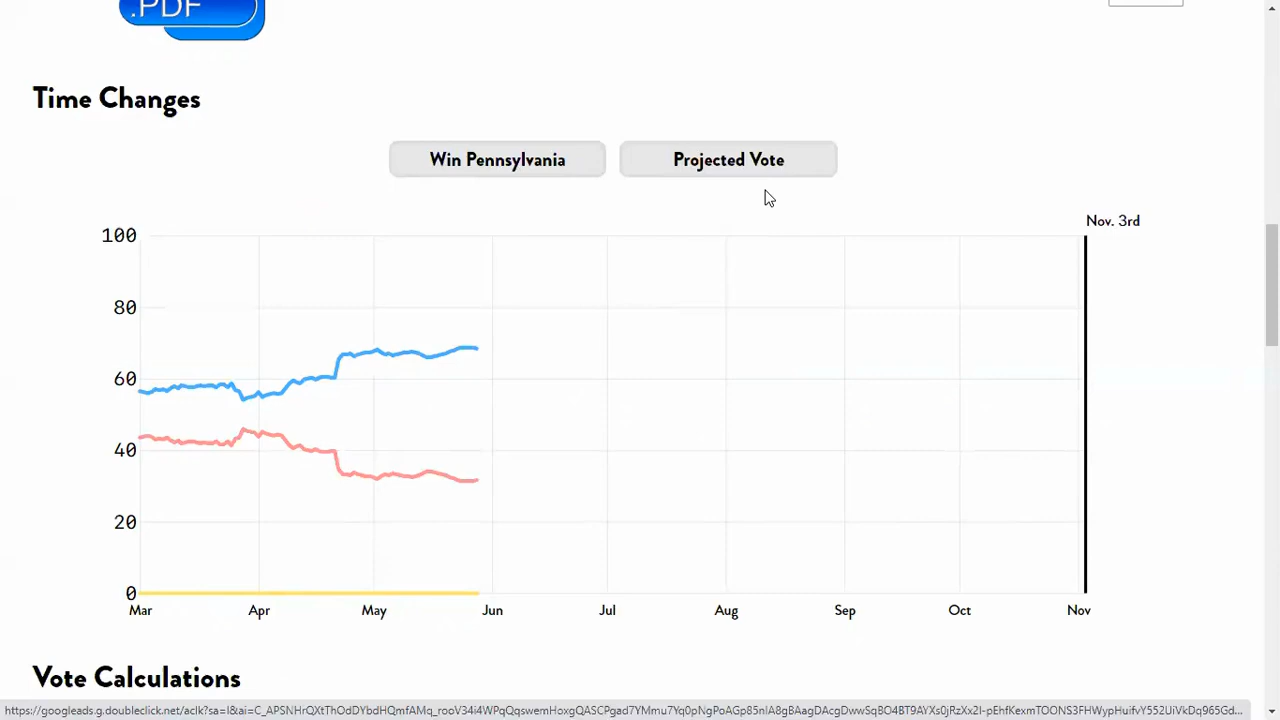 .PDF
Time Changes
Win Pennsylvania
Projected Vote
Nov. 3rd
100
80
60
40
20
0
Mar Apr May Jun Jul Aug Sep Oct Nov
Vote Calculations